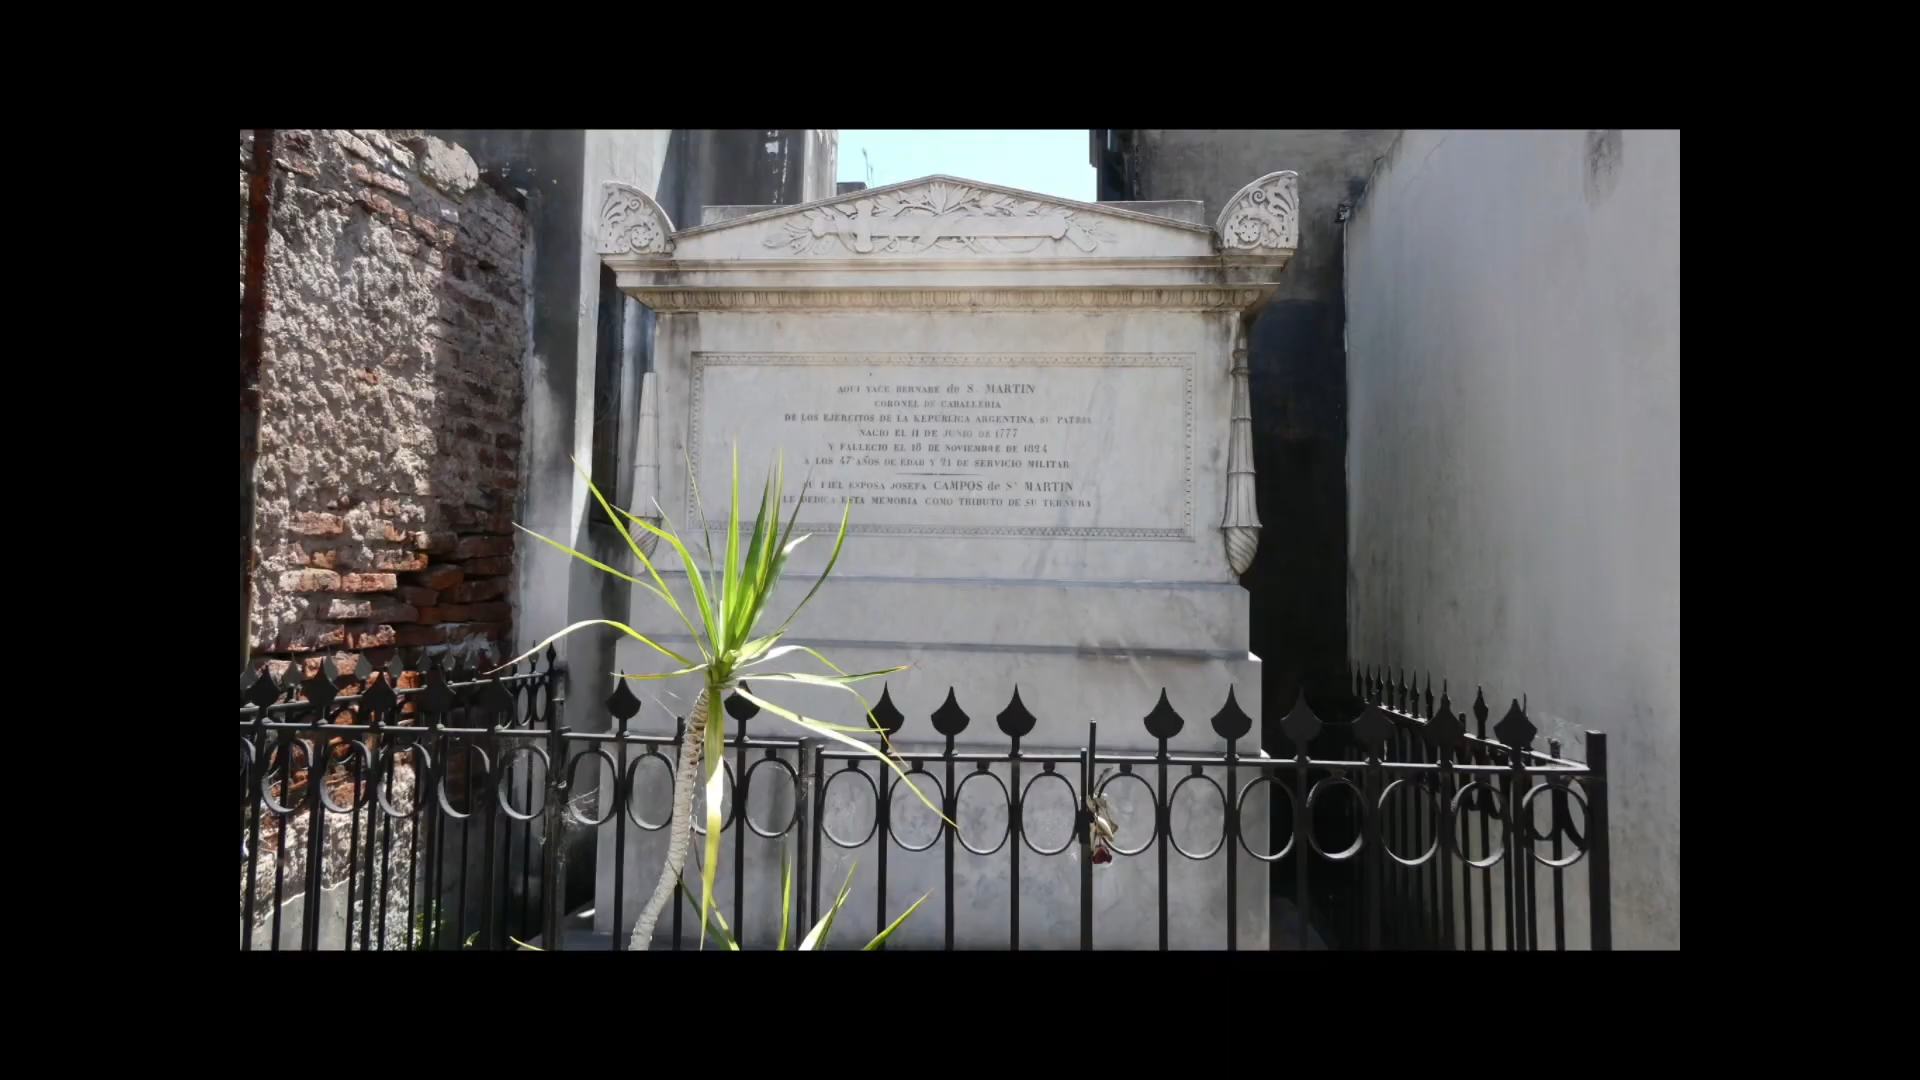 AQUI YACE BERNABE de S. MARTIN
CORONEL DE CABALLERIA
DE LOS EJERCITOS DE LA REPUBLICA ARGENTINA SU PATRIA
NACIO EL 11 DE JUNIO DE 1777
Y FALLECIO EL 18 DE NOVIEMBRE DE 1824
A LOS 47 AÑOS DE EDAD Y 21 DE SERVICIO MILITAR
SU FIEL ESPOSA JOSEFA CAMPOS de Sⁿ MARTIN
LE DEDICA ESTA MEMORIA COMO TRIBUTO DE SU TERNURA